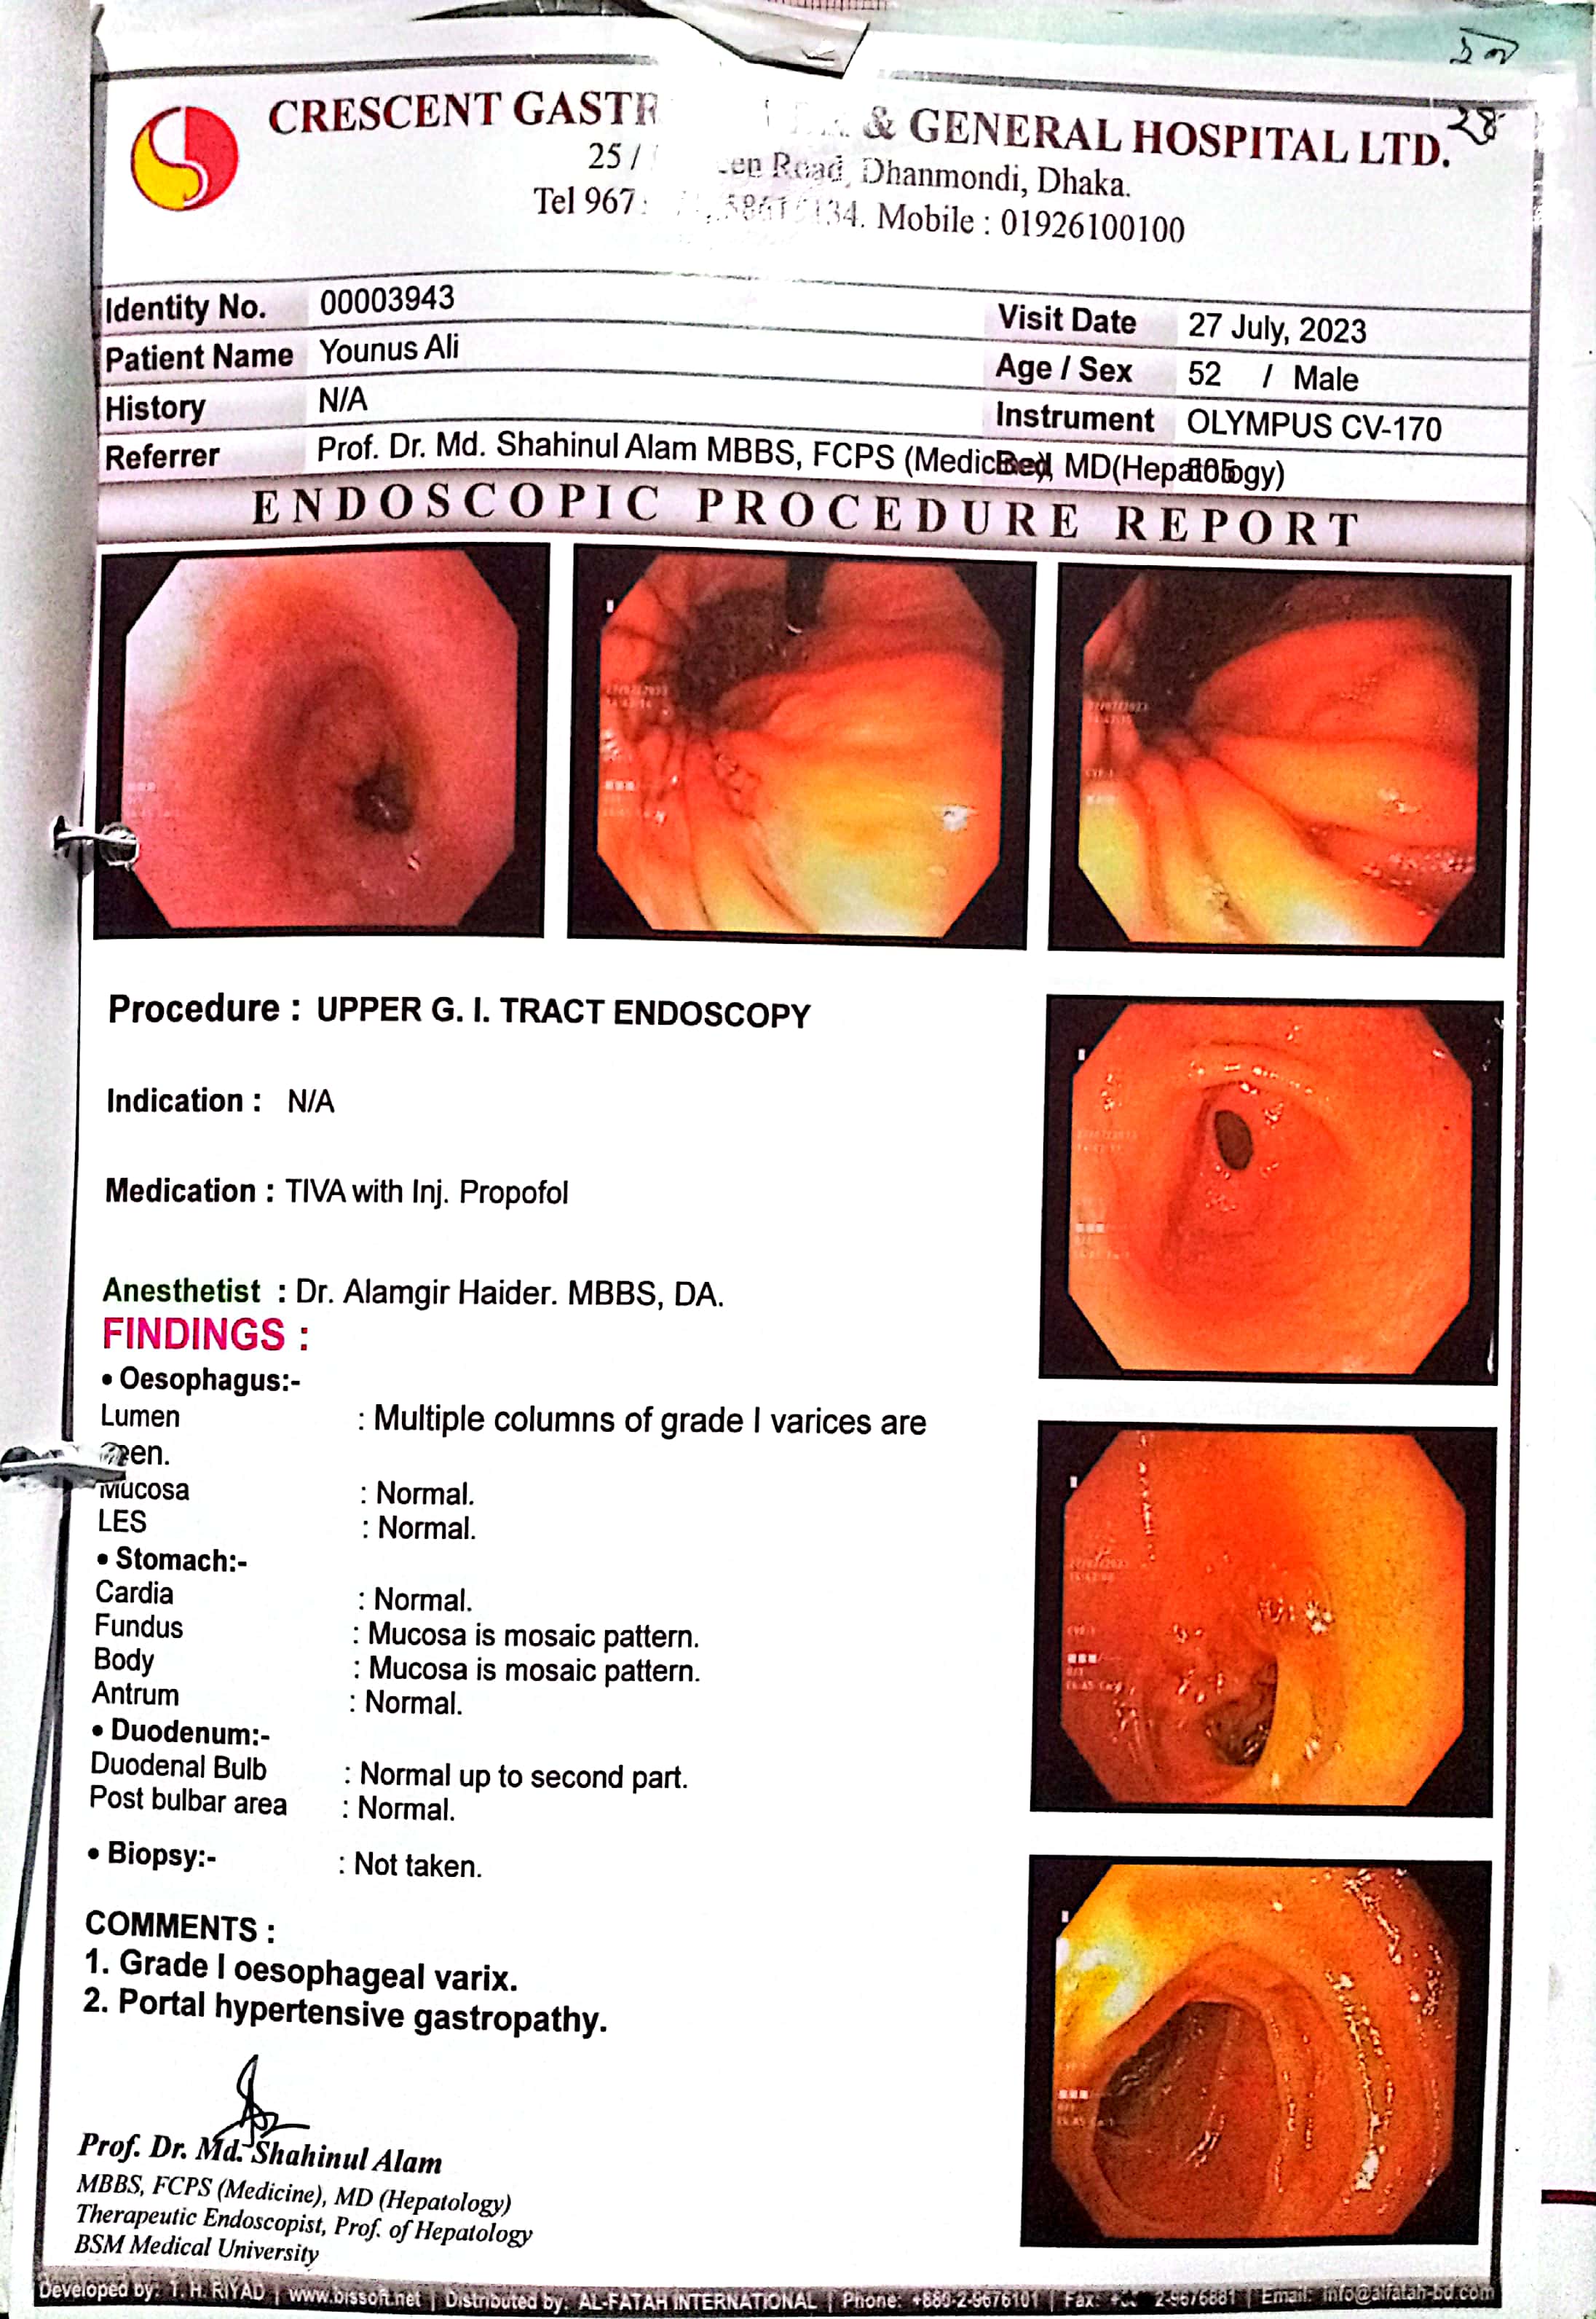 ২৮
CRESCENT GASTR & GENERAL HOSPITAL LTD.
25 / Road, Dhanmondi, Dhaka.
Tel 967 134. Mobile : 01926100100
Identity No. 00003943 Visit Date 27 July, 2023
Patient Name Younus Ali Age / Sex 52 / Male
History N/A Instrument OLYMPUS CV-170
Referrer Prof. Dr. Md. Shahinul Alam MBBS, FCPS (Medic MD(Hepatology) Bed
ENDOSCOPIC PROCEDURE REPORT
Procedure : UPPER G. I. TRACT ENDOSCOPY
Indication : N/A
Medication : TIVA with Inj. Propofol
Anesthetist : Dr. Alamgir Haider. MBBS, DA.
FINDINGS :
• Oesophagus:-
Lumen : Multiple columns of grade I varices are
een.
Mucosa : Normal.
LES : Normal.
• Stomach:-
Cardia : Normal.
Fundus : Mucosa is mosaic pattern.
Body : Mucosa is mosaic pattern.
Antrum : Normal.
• Duodenum:-
Duodenal Bulb : Normal up to second part.
Post bulbar area : Normal.
• Biopsy:- : Not taken.
COMMENTS :
1. Grade I oesophageal varix.
2. Portal hypertensive gastropathy.
Prof. Dr. Md. Shahinul Alam
MBBS, FCPS (Medicine), MD (Hepatology)
Therapeutic Endoscopist, Prof. of Hepatology
BSM Medical University
Developed by: T. H. RIYAD | www.bissoft.net | Distributed by: AL-FATAH INTERNATIONAL | Phone: +880-2-9676101 | Fax: 2-9676881 | Email: info@alfatah-bd.com